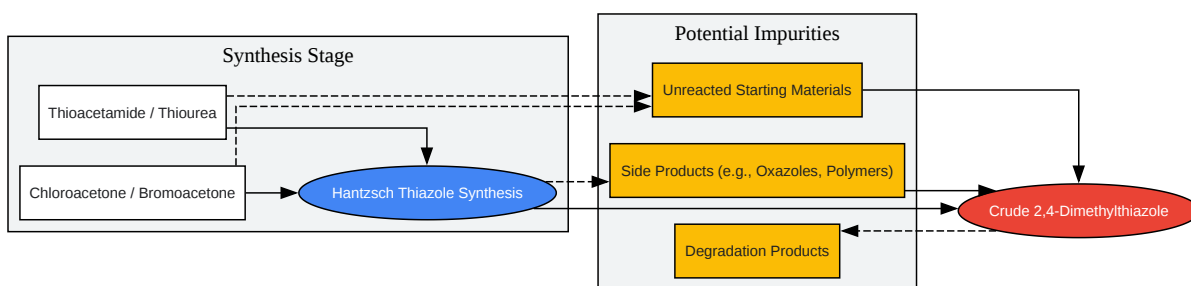 Synthesis Stage
Thioacetamide / Thiourea
Chloroacetone / Bromoacetone
Hantzsch Thiazole Synthesis
Potential Impurities
Unreacted Starting Materials
Side Products (e.g., Oxazoles, Polymers)
Degradation Products
Crude 2,4-Dimethylthiazole